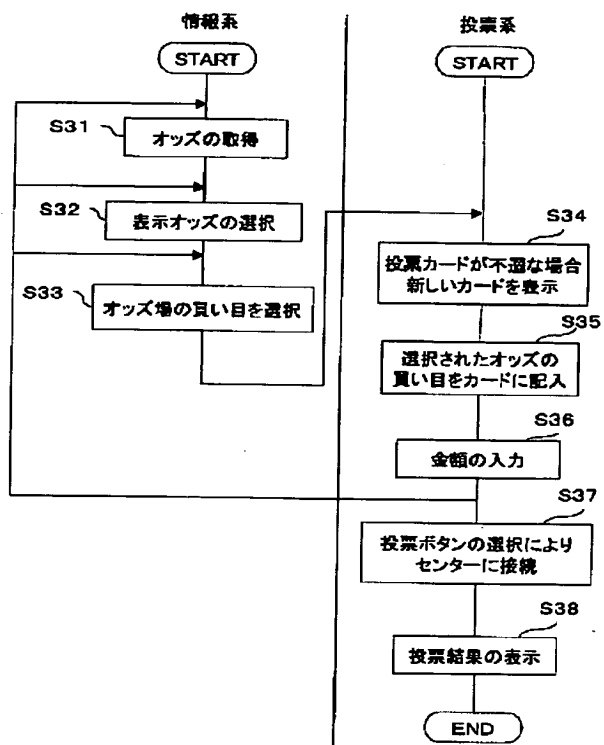 情報系
START
S31
オッズの取得
S32
表示オッズの選択
S33
オッズ場の買い目を選択
投票系
START
S34
投票カードが不適な場合
新しいカードを表示
S35
選択されたオッズの
買い目をカードに記入
S36
金額の入力
S37
投票ボタンの選択により
センターに接続
S38
投票結果の表示
END